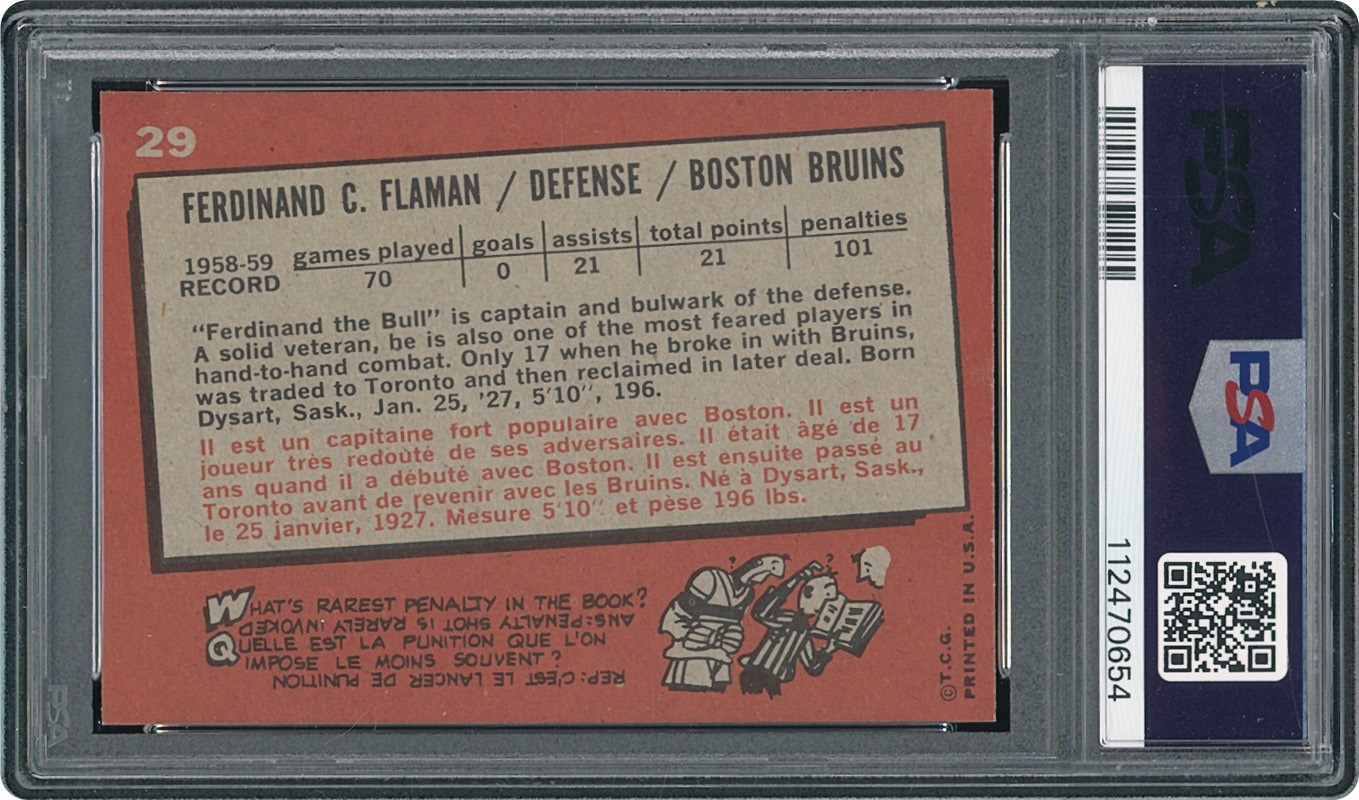 29
FERDINAND C. FLAMAN / DEFENSE / BOSTON BRUINS
1958-59 RECORD
games played goals assists total points penalties
70 0 21 21 101
"Ferdinand the Bull" is captain and bulwark of the defense.
A solid veteran, he is also one of the most feared players in
hand-to-hand combat. Only 17 when he broke in with Bruins,
was traded to Toronto and then reclaimed in later deal. Born
Dysart, Sask., Jan. 25, '27, 5'10", 196.
Il est un capitaine fort populaire avec Boston. Il est un
joueur très redouté de ses adversaires. Il était âgé de 17
ans quand il a débuté avec Boston. Il est ensuite passé au
Toronto avant de revenir avec les Bruins. Né à Dysart, Sask.,
le 25 janvier, 1927. Mesure 5'10" et pèse 196 lbs.
WHAT'S RAREST PENALTY IN THE BOOK?
ANS: PENALTY SHOT IS RARELY INVOKED
QUELLE EST LA PUNITION QUE L'ON
IMPOSE LE MOINS SOUVENT?
REP: C'EST LE LANCER DE PUNITION
? ?
©T.C.G.
PRINTED IN U.S.A.
PSA
PSA
112470654
PSA